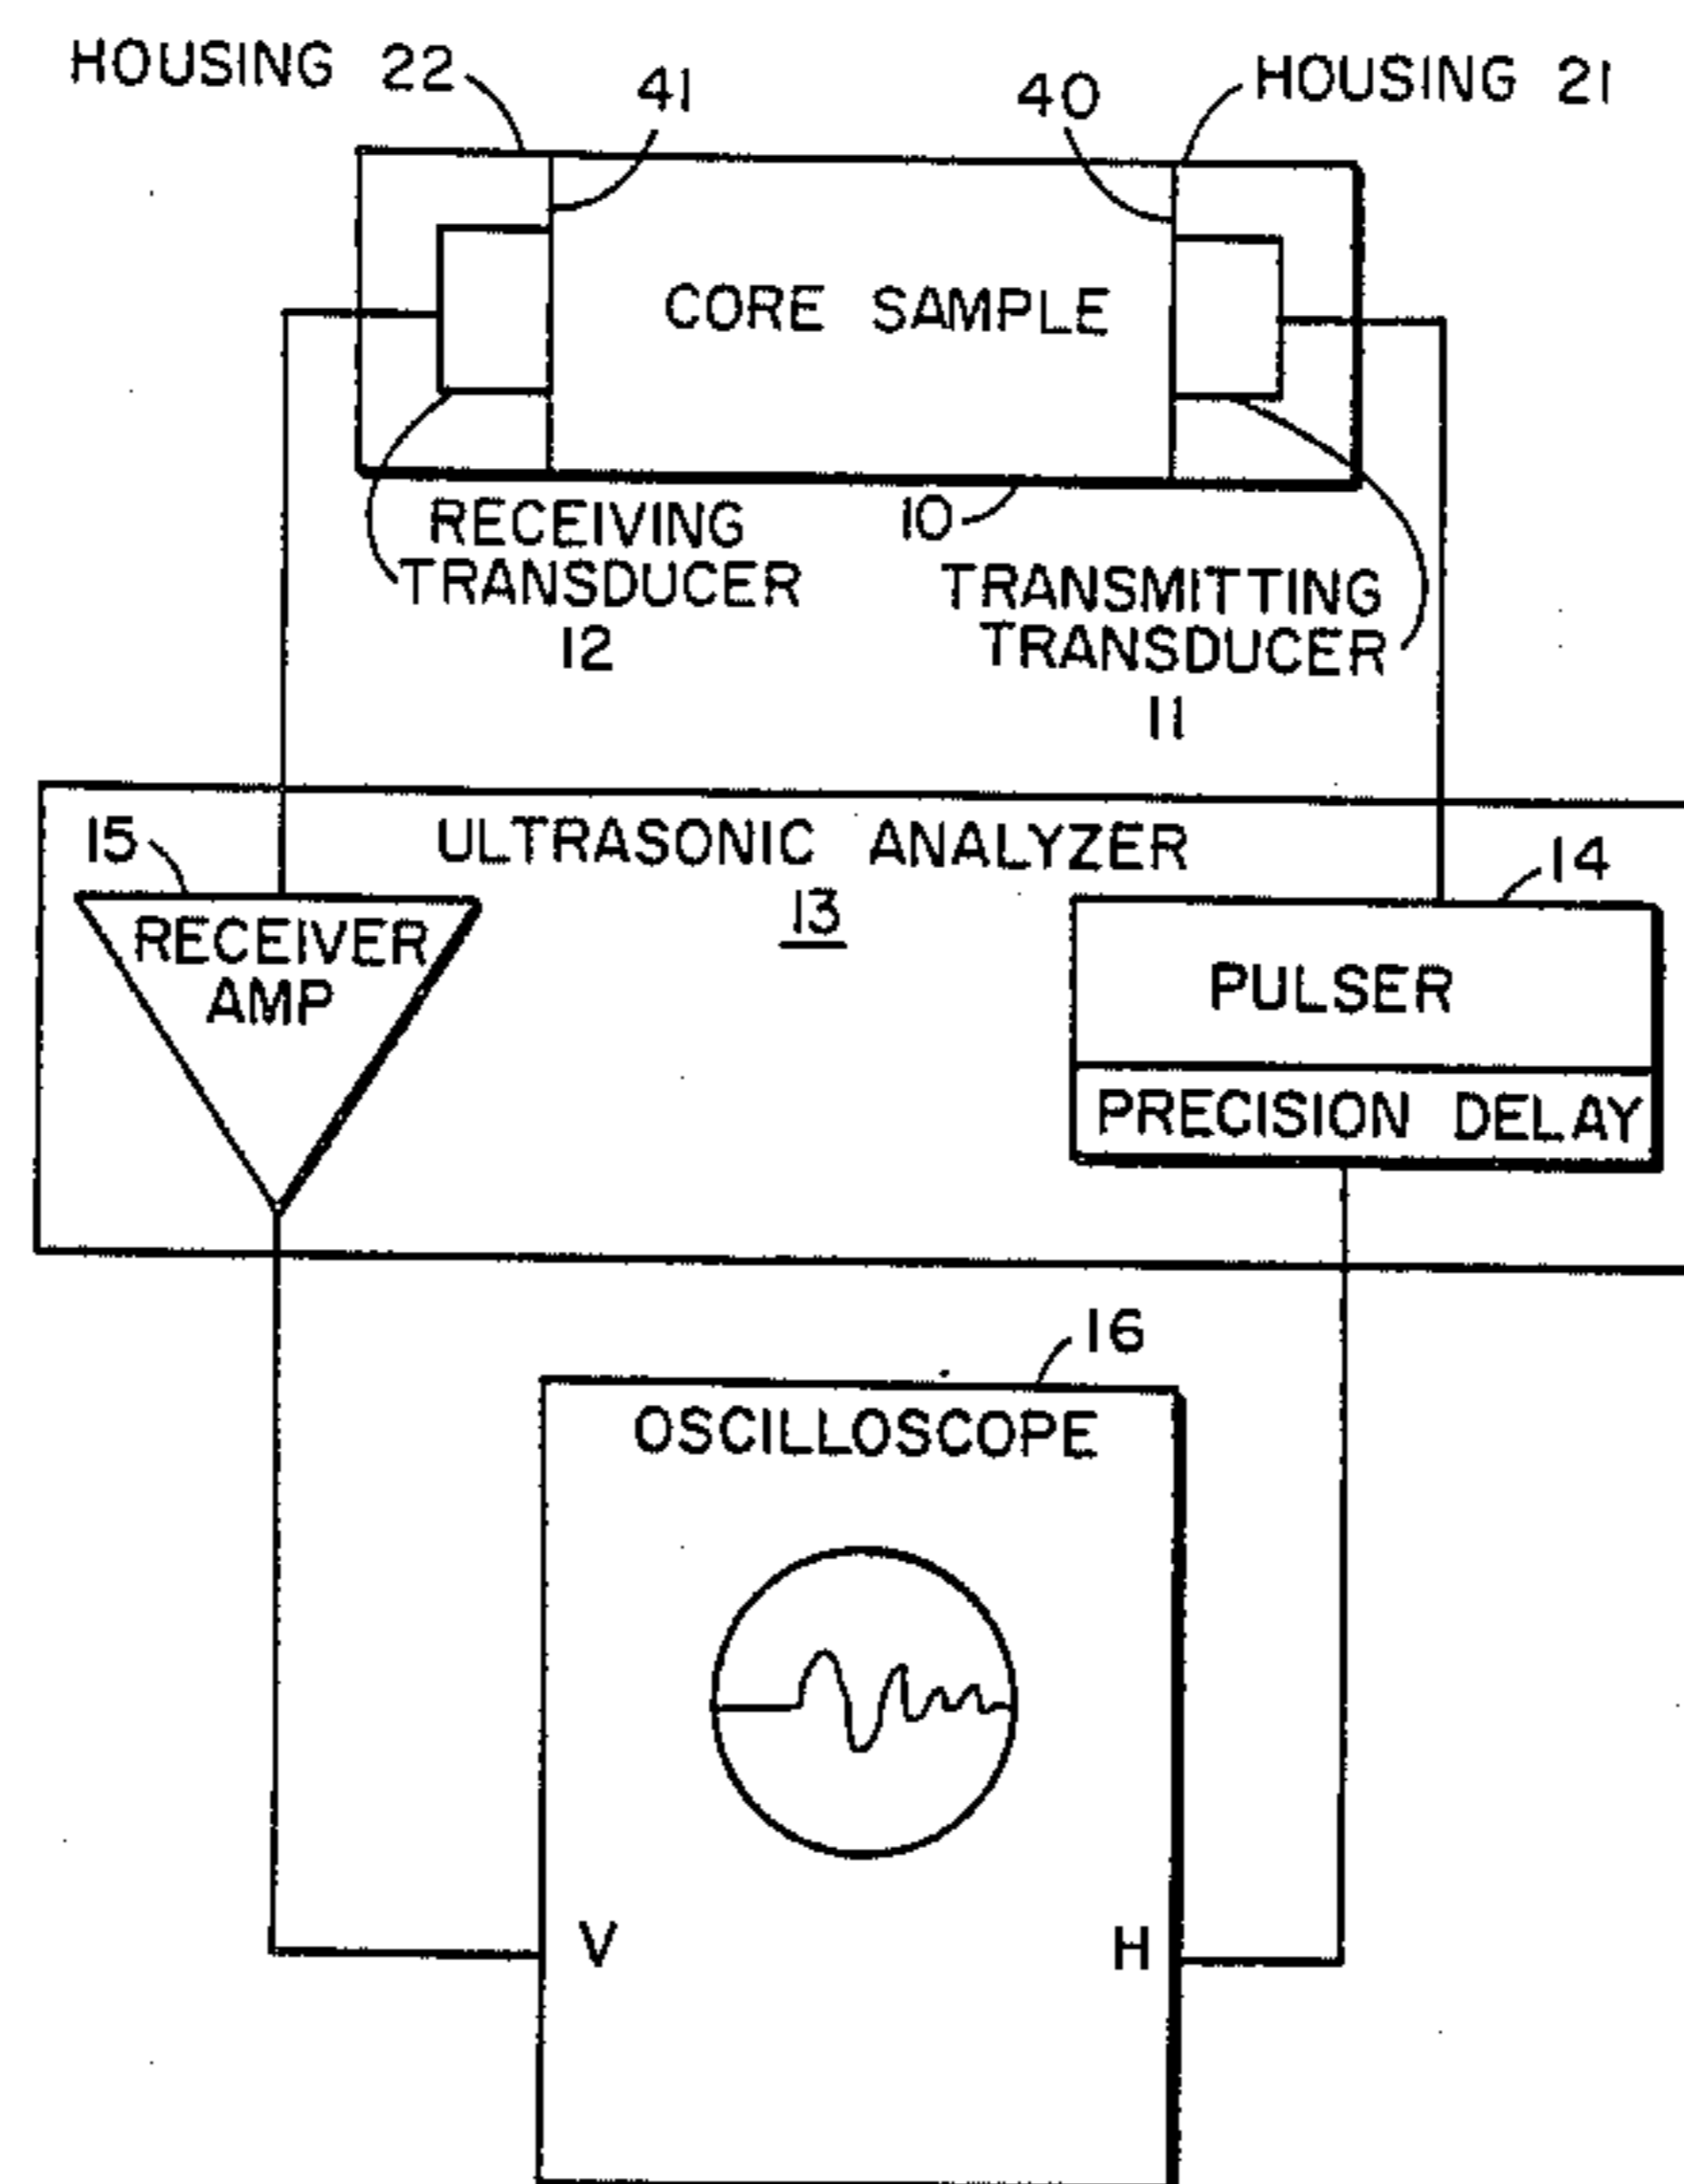 HOUSING 22
41
40
HOUSING 21
CORE SAMPLE
10
RECEIVING
TRANSDUCER
12
TRANSMITTING
TRANSDUCER
11
15
ULTRASONIC ANALYZER
13
14
RECEIVER
AMP
PULSER
PRECISION DELAY
16
OSCILLOSCOPE
V
H